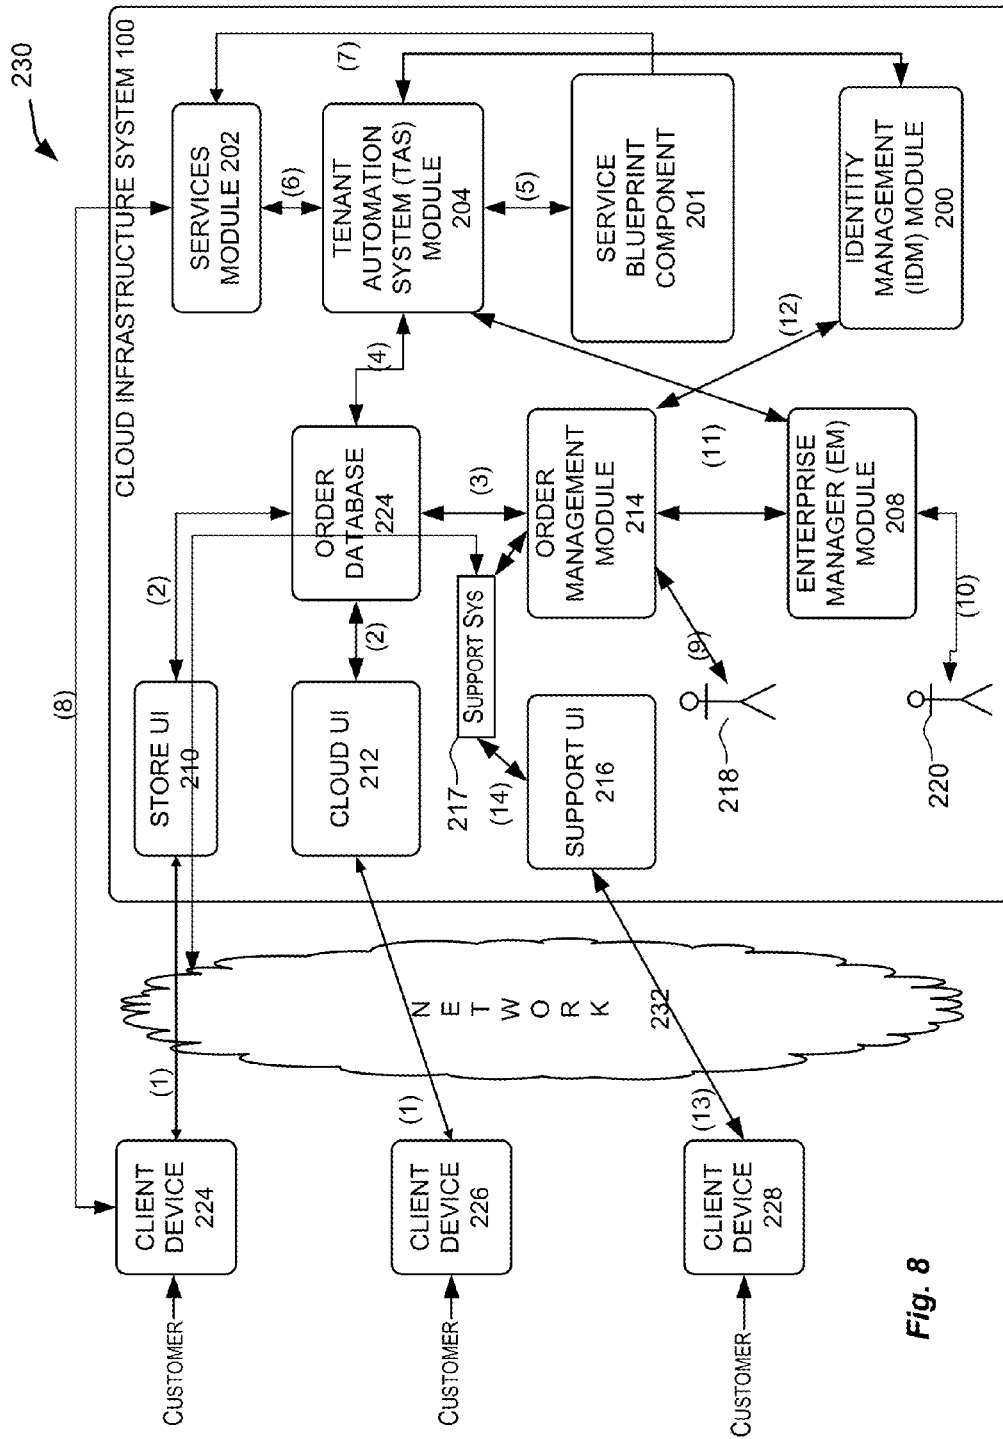 230
CLOUD INFRASTRUCTURE SYSTEM 100
(8)
CUSTOMER
CLIENT
DEVICE
224
(1)
STORE UI
210
(2)
SERVICES
MODULE 202
(6)
(7)
CUSTOMER
CLIENT
DEVICE
226
(1)
NETWORK
232
CLOUD UI
212
(2)
ORDER
DATABASE
224
(4)
TENANT
AUTOMATION
SYSTEM (TAS)
MODULE
204
(5)
217
SUPPORT SYS
(3)
(14)
CUSTOMER
CLIENT
DEVICE
228
(13)
SUPPORT UI
216
ORDER
MANAGEMENT
MODULE
214
SERVICE
BLUEPRINT
COMPONENT
201
218
(9)
(11)
(12)
220
(10)
ENTERPRISE
MANAGER (EM)
MODULE
208
IDENTITY
MANAGEMENT
(IDM) MODULE
200
Fig. 8